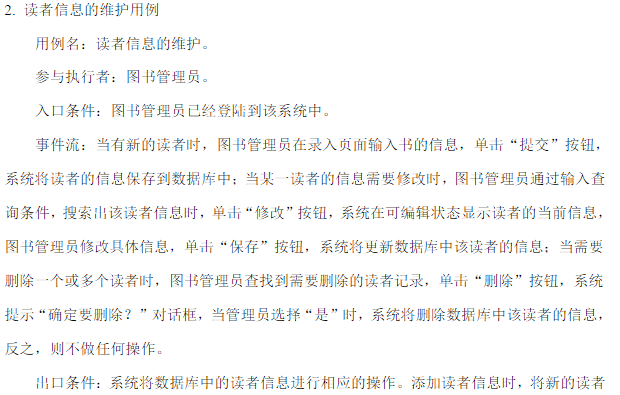 2. 读者信息的维护用例
用例名：读者信息的维护。
参与执行者：图书管理员。
入口条件：图书管理员已经登陆到该系统中。
事件流：当有新的读者时，图书管理员在录入页面输入书的信息，单击“提交”按钮，
系统将读者的信息保存到数据库中；当某一读者的信息需要修改时，图书管理员通过输入查
询条件，搜索出该读者信息时，单击“修改”按钮，系统在可编辑状态显示读者的当前信息，
图书管理员修改具体信息，单击“保存”按钮，系统将更新数据库中该读者的信息；当需要
删除一个或多个读者时，图书管理员查找到需要删除的读者记录，单击“删除”按钮，系统
提示“确定要删除？”对话框，当管理员选择“是”时，系统将删除数据库中该读者的信息，
反之，则不做任何操作。
出口条件：系统将数据库中的读者信息进行相应的操作。添加读者信息时，将新的读者